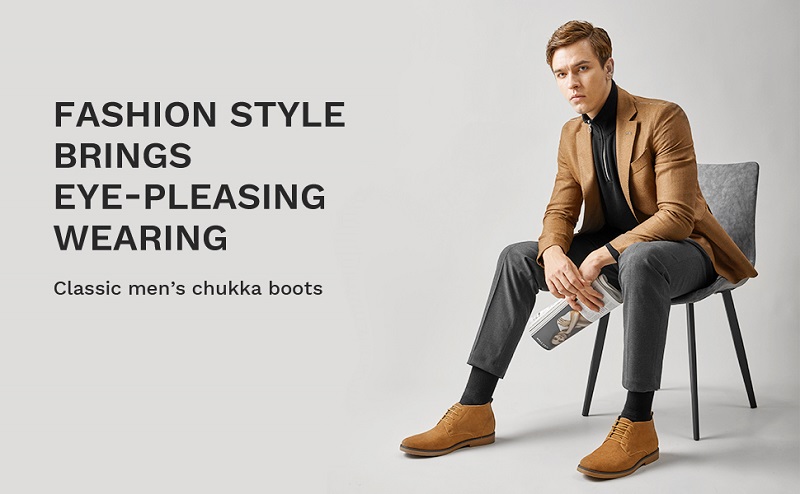 FASHION STYLE
BRINGS
EYE-PLEASING
WEARING
Classic men's chukka boots